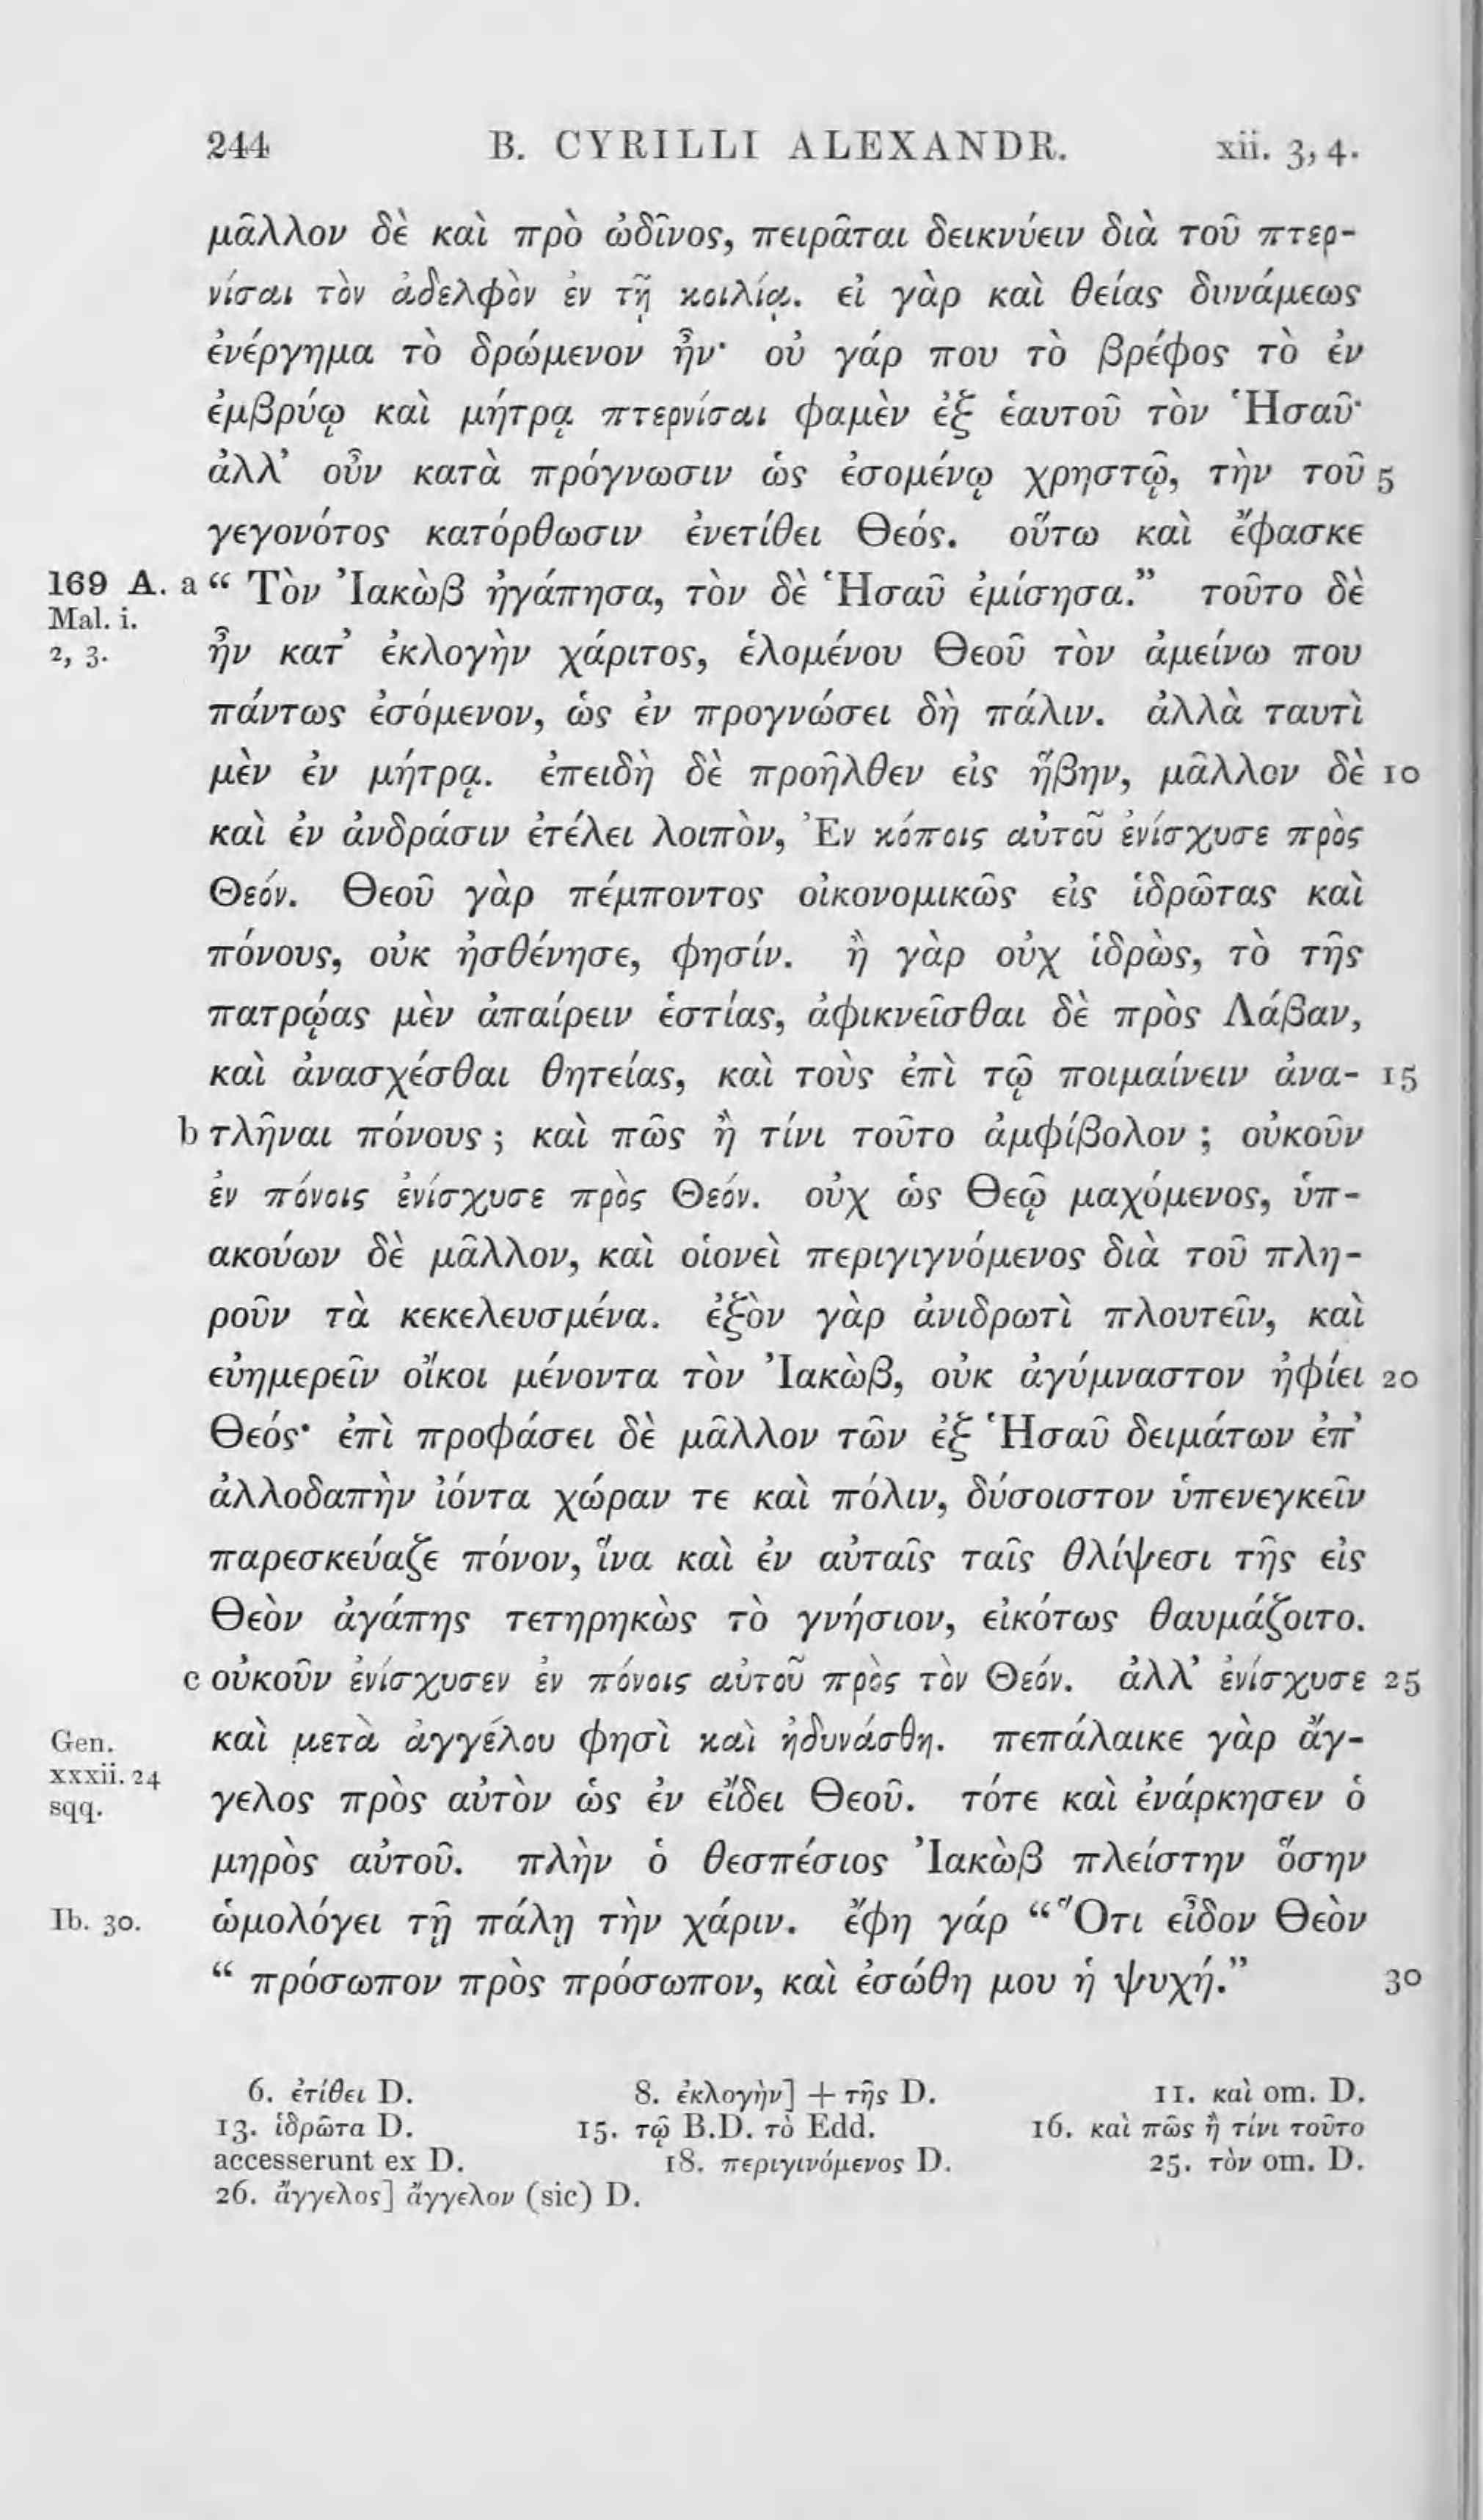 244 B. CYRILLI ALEXANDR. xii. 3, 4.
μᾶλλον δὲ καὶ πρὸ ὠδῖνος, πειρᾶται δεικνύειν διὰ τοῦ πτερ-
νίσαι τὸν ἀδελφὸν ἐν τῇ κοιλίᾳ. εἰ γὰρ καὶ θείας δυνάμεως
ἐνέργημα τὸ δρώμενον ἦν· οὐ γάρ που τὸ βρέφος τὸ ἐν
ἐμβρύῳ καὶ μήτρᾳ πτερνίσαι φαμὲν ἐξ ἑαυτοῦ τὸν Ἡσαῦ·
ἀλλ’ οὖν κατὰ πρόγνωσιν ὡς ἐσομένῳ χρηστῷ, τὴν τοῦ 5
γεγονότος κατόρθωσιν ἐνετίθει Θεός. οὕτω καὶ ἔφασκε
169 A. a “ Τὸν Ἰακὼβ ἠγάπησα, τὸν δὲ Ἡσαῦ ἐμίσησα.” τοῦτο δὲ
Mal. i.
2, 3. ἦν κατ’ ἐκλογὴν χάριτος, ἑλομένου Θεοῦ τὸν ἀμείνω που
πάντως ἐσόμενον, ὡς ἐν προγνώσει δὴ πάλιν. ἀλλὰ ταυτὶ
μὲν ἐν μήτρᾳ. ἐπειδὴ δὲ προῆλθεν εἰς ἥβην, μᾶλλον δὲ 10
καὶ ἐν ἀνδράσιν ἐτέλει λοιπὸν, Ἐν κόποις αὐτοῦ ἐνίσχυσε πρὸς
Θεόν. Θεοῦ γὰρ πέμποντος οἰκονομικῶς εἰς ἱδρῶτας καὶ
πόνους, οὐκ ἠσθένησε, φησίν. ἢ γὰρ οὐχ ἱδρὼς, τὸ τῆς
πατρῴας μὲν ἀπαίρειν ἑστίας, ἀφικνεῖσθαι δὲ πρὸς Λάβαν,
καὶ ἀνασχέσθαι θητείας, καὶ τοὺς ἐπὶ τῷ ποιμαίνειν ἀνα- 15
b τλῆναι πόνους ; καὶ πῶς ἢ τίνι τοῦτο ἀμφίβολον ; οὐκοῦν
ἐν πόνοις ἐνίσχυσε πρὸς Θεόν. οὐχ ὡς Θεῷ μαχόμενος, ὑπ-
ακούων δὲ μᾶλλον, καὶ οἱονεὶ περιγιγνόμενος διὰ τοῦ πλη-
ροῦν τὰ κεκελευσμένα. ἐξὸν γὰρ ἀνιδρωτὶ πλουτεῖν, καὶ
εὐημερεῖν οἴκοι μένοντα τὸν Ἰακὼβ, οὐκ ἀγύμναστον ἠφίει 20
Θεός· ἐπὶ προφάσει δὲ μᾶλλον τῶν ἐξ Ἡσαῦ δειμάτων ἐπ’
ἀλλοδαπὴν ἰόντα χώραν τε καὶ πόλιν, δύσοιστον ὑπενεγκεῖν
παρεσκεύαζε πόνον, ἵνα καὶ ἐν αὐταῖς ταῖς θλίψεσι τῆς εἰς
Θεὸν ἀγάπης τετηρηκὼς τὸ γνήσιον, εἰκότως θαυμάζοιτο.
c οὐκοῦν ἐνίσχυσεν ἐν πόνοις αὐτοῦ πρὸς τὸν Θεόν. ἀλλ’ ἐνίσχυσε 25
Gen. καὶ μετὰ ἀγγέλου φησὶ καὶ ἠδυνάσθη. πεπάλαικε γὰρ ἄγ-
xxxii. 24
sqq. γελος πρὸς αὐτὸν ὡς ἐν εἴδει Θεοῦ. τότε καὶ ἐνάρκησεν ὁ
μηρὸς αὐτοῦ. πλὴν ὁ θεσπέσιος Ἰακὼβ πλείστην ὅσην
Ib. 30. ὡμολόγει τῇ πάλῃ τὴν χάριν. ἔφη γάρ “ Ὅτι εἶδον Θεὸν
“ πρόσωπον πρὸς πρόσωπον, καὶ ἐσώθη μου ἡ ψυχή.” 30
6. ἐτίθει D. 8. ἐκλογὴν] + τῆς D. 11. καὶ om. D.
13. ἱδρῶτα D. 15. τῷ B.D. τὸ Edd. 16. καὶ πῶς ἢ τίνι τοῦτο
accesserunt ex D. 18. περιγινόμενος D. 25. τὸν om. D.
26. ἄγγελος] ἄγγελον (sic) D.